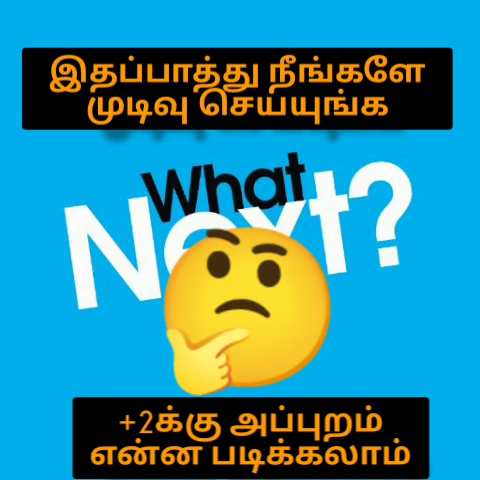 இதப்பாத்து நீங்களே
முடிவு செய்யுங்க
What
Next?
+2க்கு அப்புறம்
என்ன படிக்கலாம்